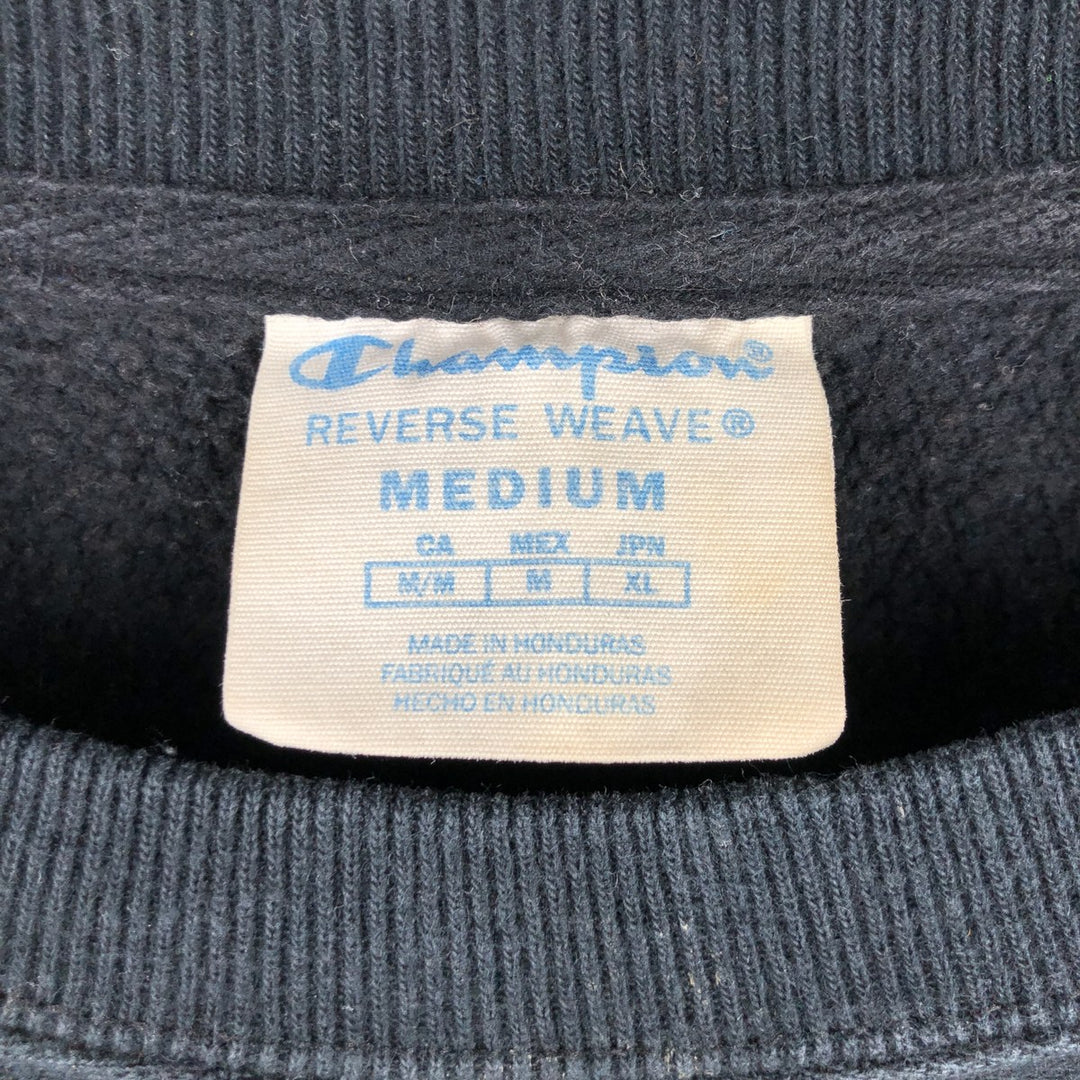 Champion®
REVERSE WEAVE®
MEDIUM
CA MEX JPN
M/M M XL
MADE IN HONDURAS
FABRIQUÉ AU HONDURAS
HECHO EN HONDURAS